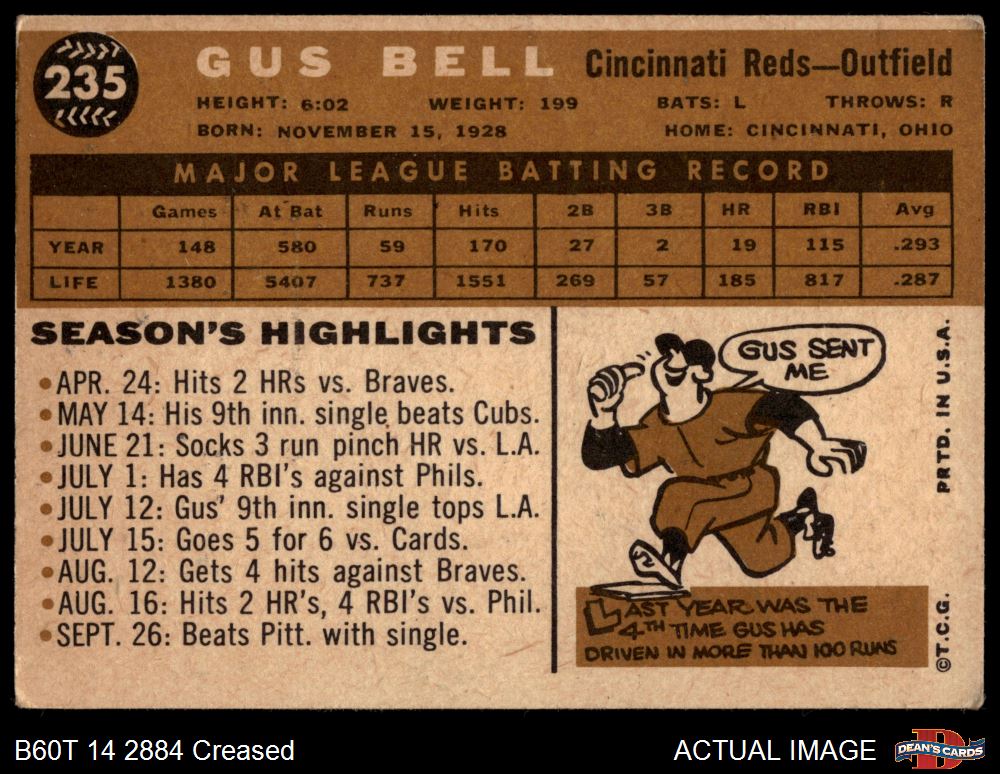 235
GUS BELL Cincinnati Reds—Outfield
HEIGHT: 6:02 WEIGHT: 199 BATS: L THROWS: R
BORN: NOVEMBER 15, 1928 HOME: CINCINNATI, OHIO
MAJOR LEAGUE BATTING RECORD
Games At Bat Runs Hits 2B 3B HR RBI Avg
YEAR 148 580 59 170 27 2 19 115 .293
LIFE 1380 5407 737 1551 269 57 185 817 .287
SEASON'S HIGHLIGHTS
•APR. 24: Hits 2 HRs vs. Braves.
•MAY 14: His 9th inn. single beats Cubs.
•JUNE 21: Socks 3 run pinch HR vs. L.A.
•JULY 1: Has 4 RBI's against Phils.
•JULY 12: Gus' 9th inn. single tops L.A.
•JULY 15: Goes 5 for 6 vs. Cards.
•AUG. 12: Gets 4 hits against Braves.
•AUG. 16: Hits 2 HR's, 4 RBI's vs. Phil.
•SEPT. 26: Beats Pitt. with single.
GUS SENT
ME
LAST YEAR WAS THE
4TH TIME GUS HAS
DRIVEN IN MORE THAN 100 RUNS
PRTD. IN U.S.A.
©T.C.G.
B60T 14 2884 Creased
ACTUAL IMAGE
DEAN'S CARDS